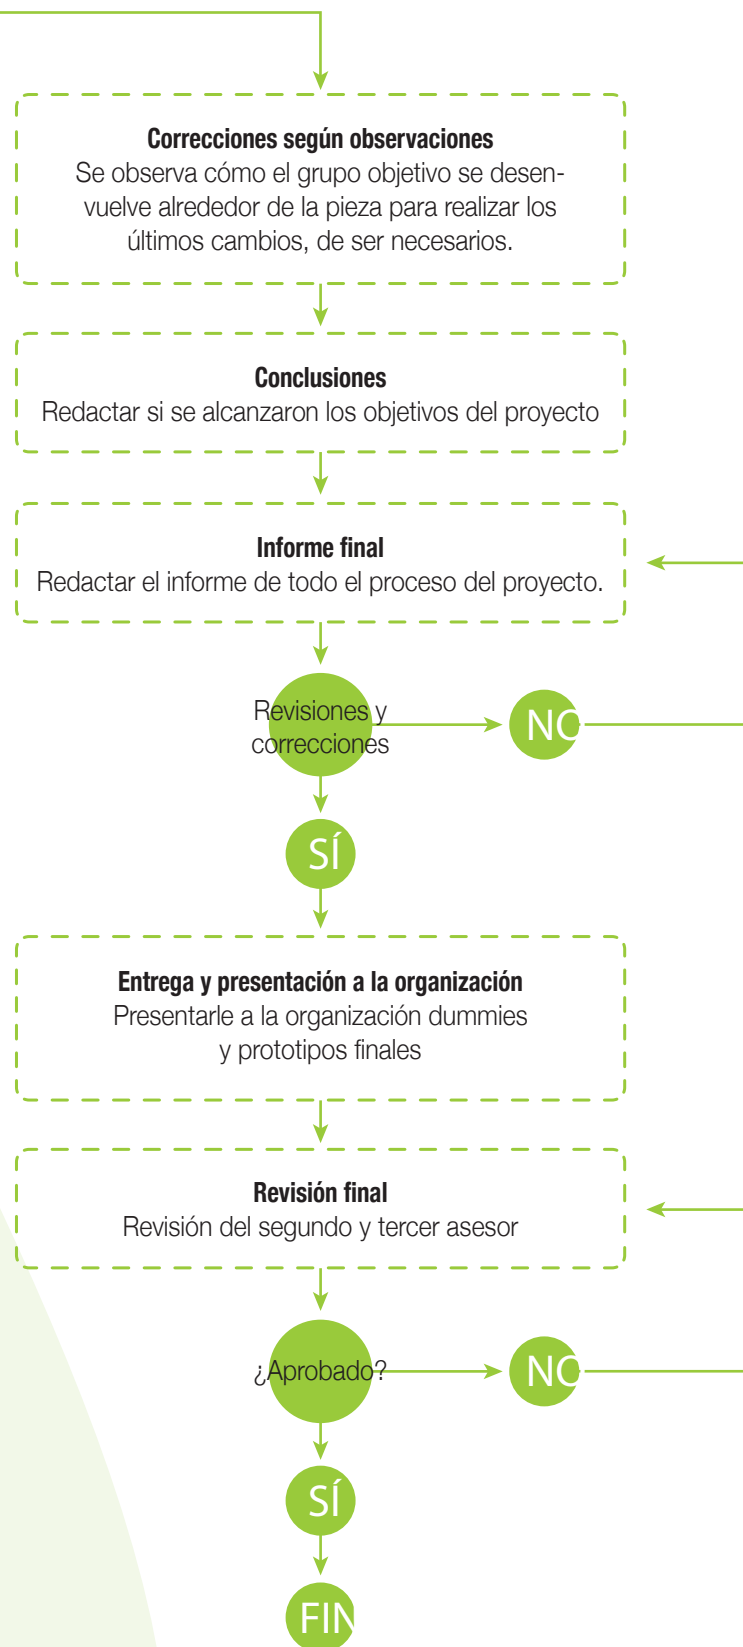 Correcciones según observaciones
Se observa cómo el grupo objetivo se desen-
vuelve alrededor de la pieza para realizar los
últimos cambios, de ser necesarios.
Conclusiones
Redactar si se alcanzaron los objetivos del proyecto
Informe final
Redactar el informe de todo el proceso del proyecto.
Revisiones y
correcciones
NO
SÍ
Entrega y presentación a la organización
Presentarle a la organización dummies
y prototipos finales
Revisión final
Revisión del segundo y tercer asesor
¿Aprobado?
NO
SÍ
FIN